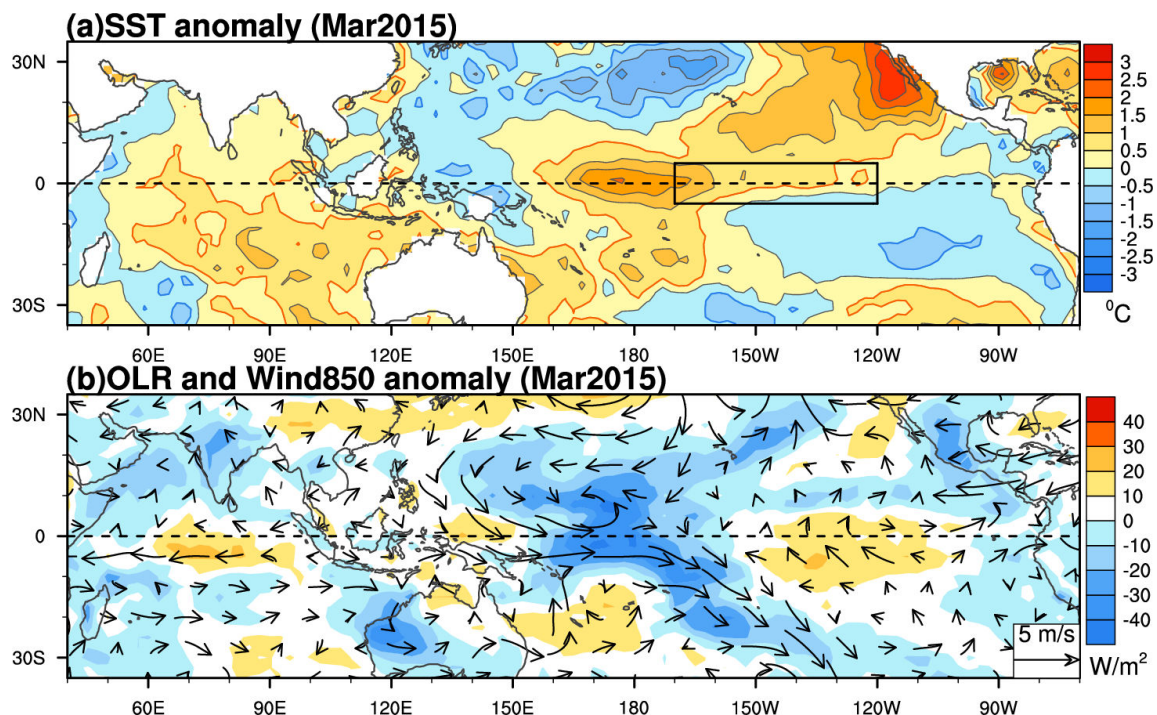 (a)SST anomaly (Mar2015)
30N
0
30S
60E 90E 120E 150E 180 150W 120W 90W
3
2.5
2
1.5
1
0.5
0
-0.5
-1
-1.5
-2
-2.5
-3
⁰C
(b)OLR and Wind850 anomaly (Mar2015)
30N
0
30S
60E 90E 120E 150E 180 150W 120W 90W
5 m/s
40
30
20
10
0
-10
-20
-30
-40
W/m²